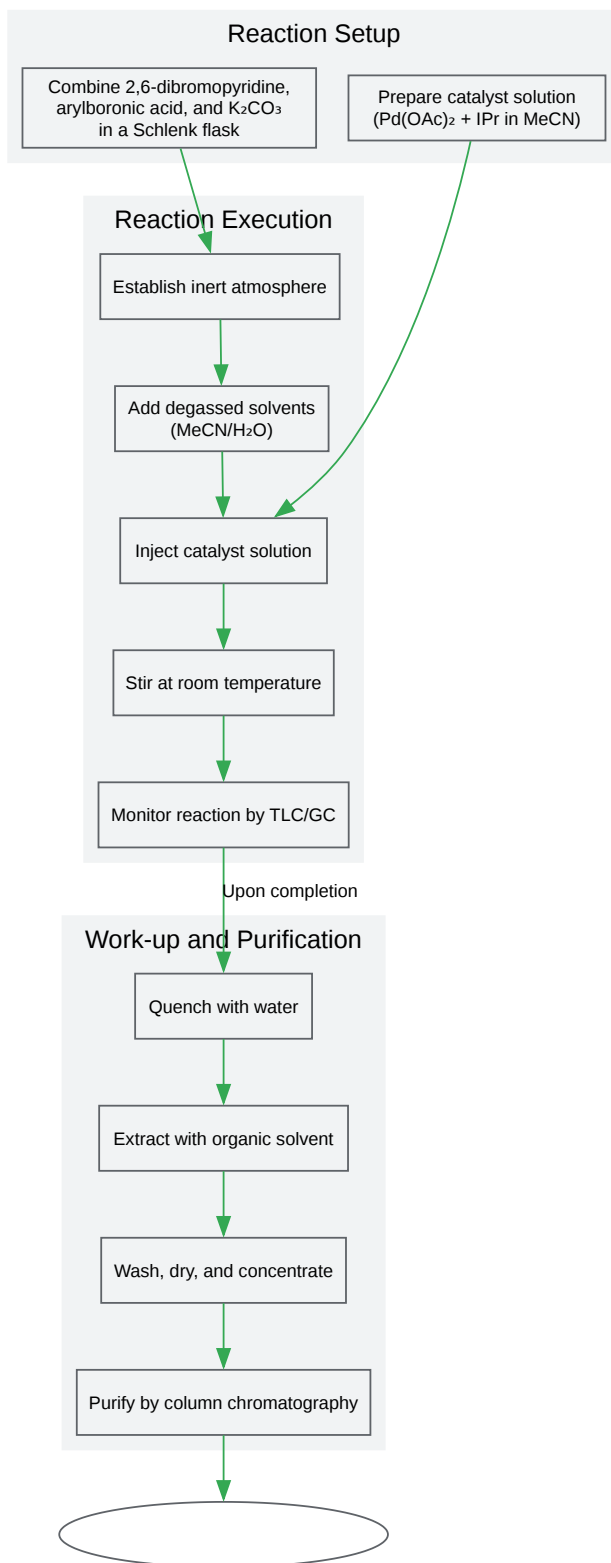 Reaction Setup
Combine 2,6-dibromopyridine,
arylboronic acid, and K₂CO₃
in a Schlenk flask
Prepare catalyst solution
(Pd(OAc)₂ + IPr in MeCN)
Reaction Execution
Establish inert atmosphere
Add degassed solvents
(MeCN/H₂O)
Inject catalyst solution
Stir at room temperature
Monitor reaction by TLC/GC
Upon completion
Work-up and Purification
Quench with water
Extract with organic solvent
Wash, dry, and concentrate
Purify by column chromatography